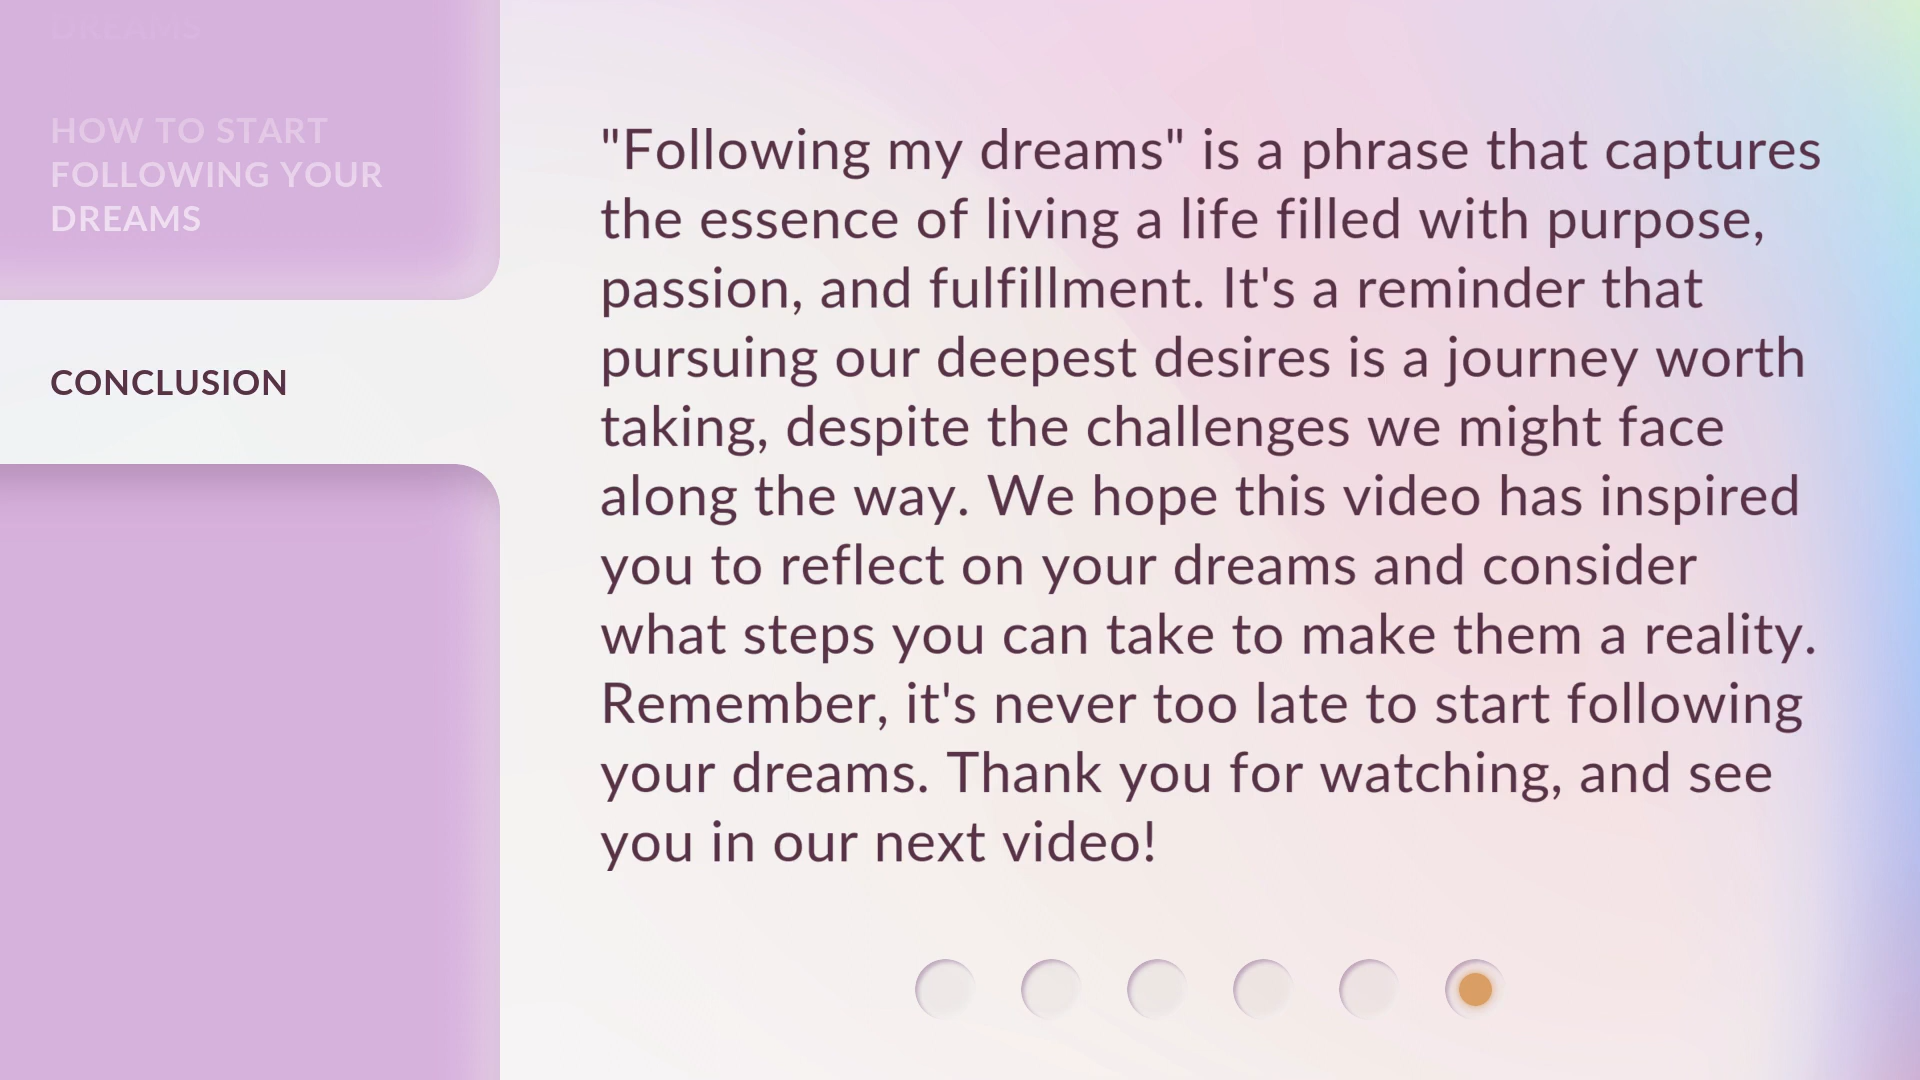 DREAMS
HOW TO START
FOLLOWING YOUR
DREAMS
CONCLUSION
"Following my dreams" is a phrase that captures
the essence of living a life filled with purpose,
passion, and fulfillment. It's a reminder that
pursuing our deepest desires is a journey worth
taking, despite the challenges we might face
along the way. We hope this video has inspired
you to reflect on your dreams and consider
what steps you can take to make them a reality.
Remember, it's never too late to start following
your dreams. Thank you for watching, and see
you in our next video!